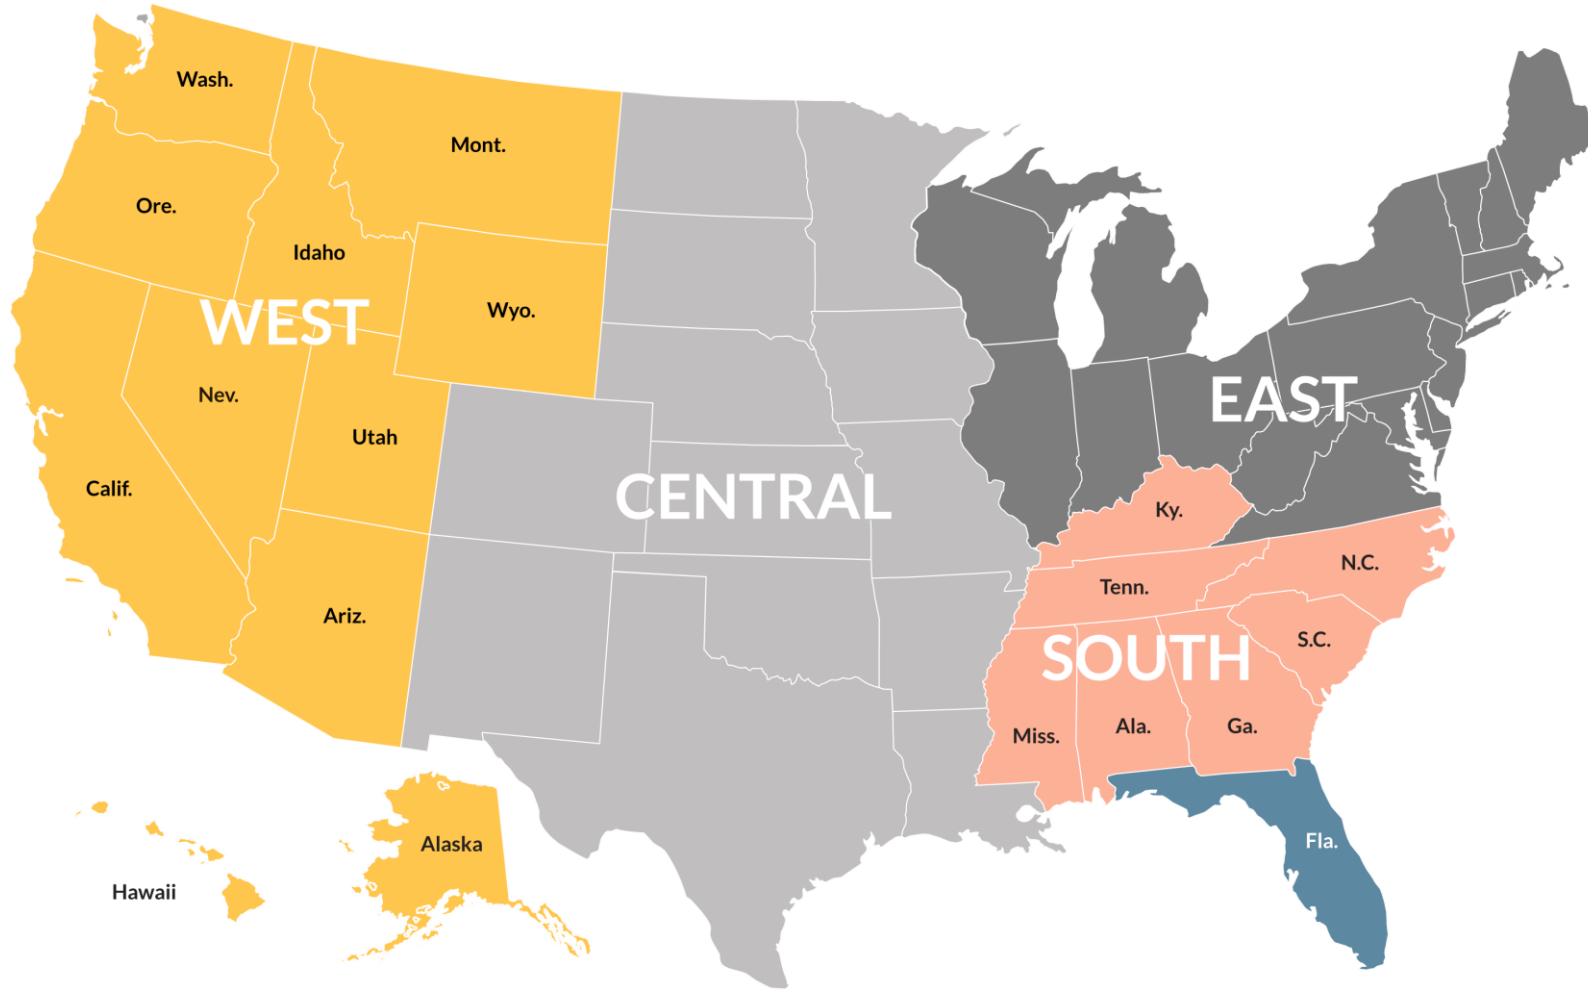 Wash.
Mont.
Ore.
Idaho
Wyo.
WEST
Nev.
Utah
Calif.
Ariz.
Alaska
Hawaii
CENTRAL
EAST
Ky.
N.C.
Tenn.
S.C.
SOUTH
Miss.
Ala.
Ga.
Fla.